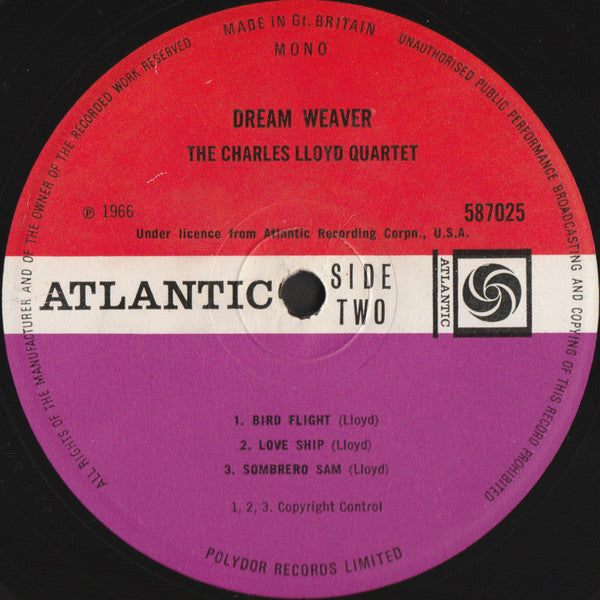 MADE IN Gt. BRITAIN
MONO
DREAM WEAVER
THE CHARLES LLOYD QUARTET
℗ 1966
587025
Under licence from Atlantic Recording Corpn., U.S.A.
ATLANTIC
SIDE
TWO
ATLANTIC
1. BIRD FLIGHT (Lloyd)
2. LOVE SHIP (Lloyd)
3. SOMBRERO SAM (Lloyd)
1, 2, 3. Copyright Control
POLYDOR RECORDS LIMITED
ALL RIGHTS OF THE MANUFACTURER AND OF THE OWNER OF THE RECORDED WORK RESERVED
UNAUTHORISED PUBLIC PERFORMANCE BROADCASTING AND COPYING OF THIS RECORD PROHIBITED